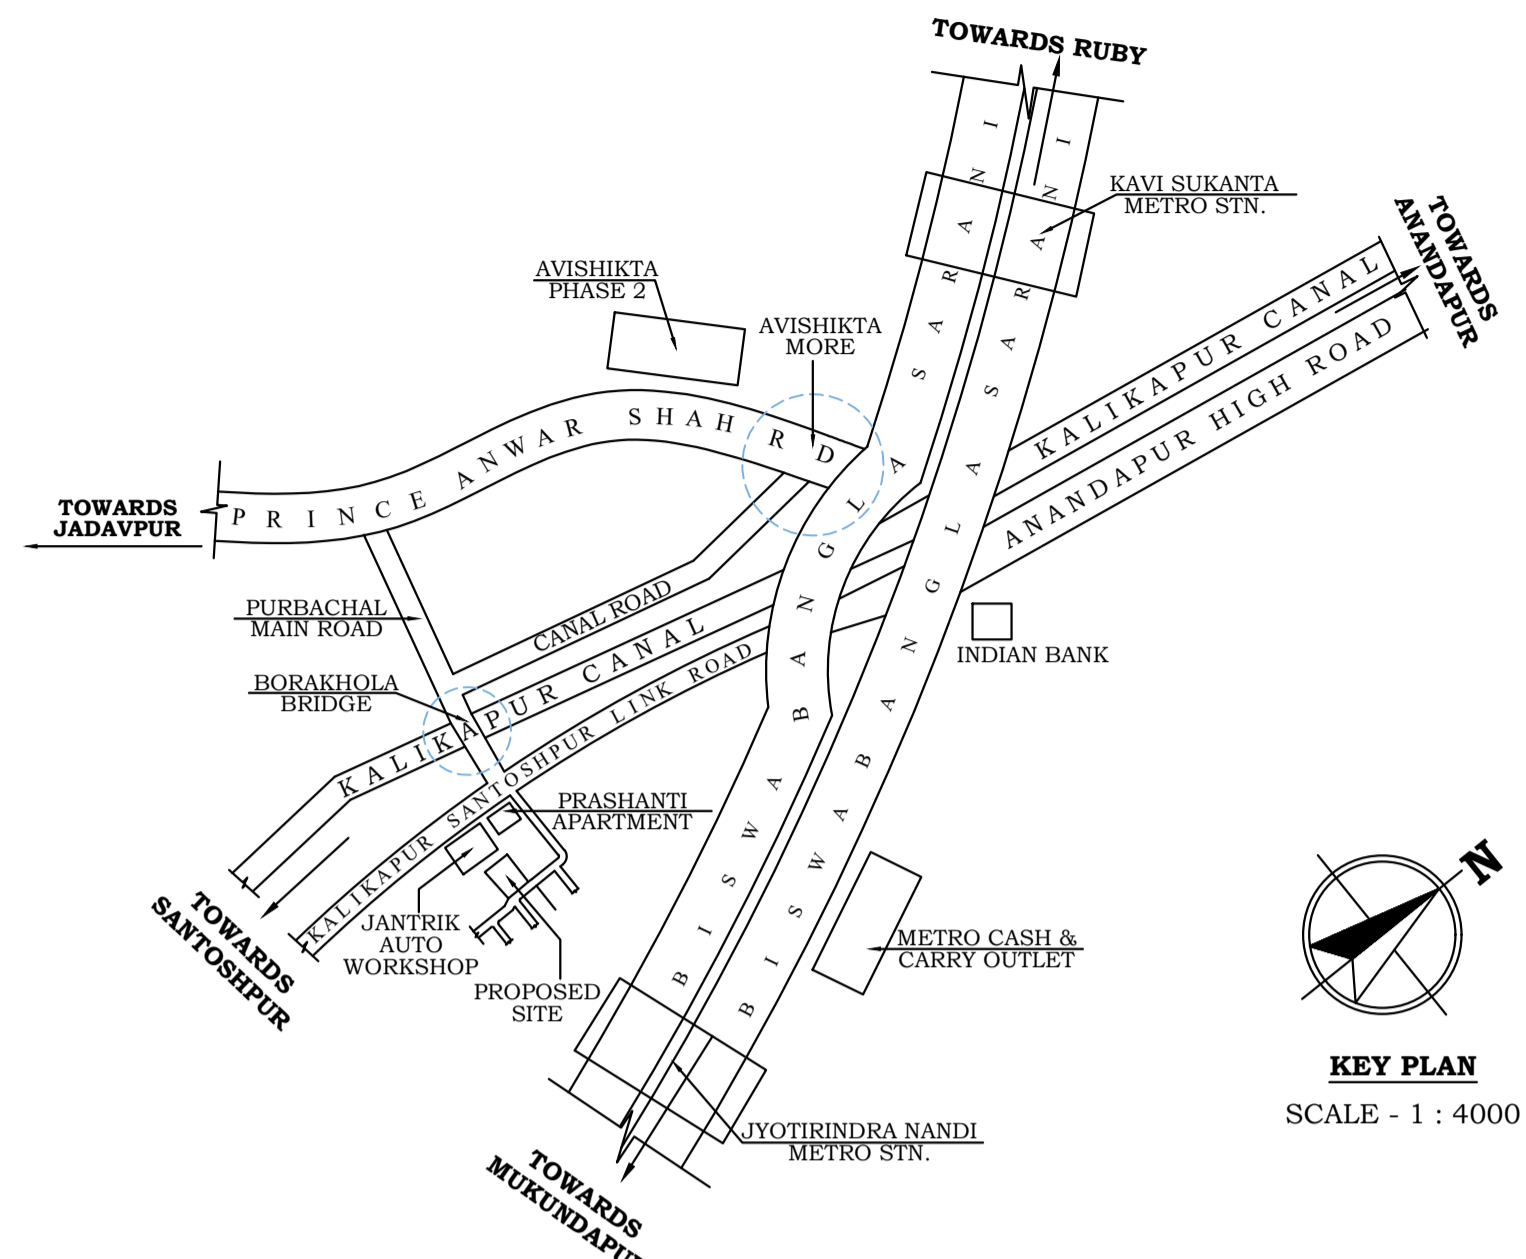 TOWARDS RUBY
KAVI SUKANTA
METRO STN.
TOWARDS
ANANDAPUR
AVISHIKTA
PHASE 2
AVISHIKTA
MORE
BISWA BANGLA SARANI
BISWA BANGLA SARANI
KALIKAPUR CANAL
ANANDAPUR HIGH ROAD
PRINCE ANWAR SHAH RD
TOWARDS
JADAVPUR
PURBACHAL
MAIN ROAD
CANAL ROAD
INDIAN BANK
BORAKHOLA
BRIDGE
KALIKAPUR CANAL
KALIKAPUR SANTOSHPUR LINK ROAD
PRASHANTI
APARTMENT
TOWARDS
SANTOSHPUR
JANTRIK
AUTO
WORKSHOP
PROPOSED
SITE
METRO CASH &
CARRY OUTLET
N
KEY PLAN
SCALE - 1 : 4000
JYOTIRINDRA NANDI
METRO STN.
TOWARDS
MUKUNDAPUR